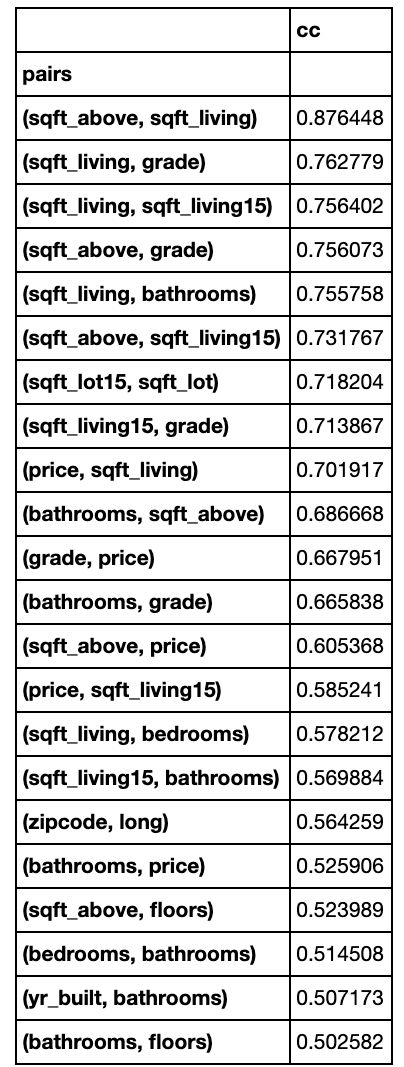 cc
pairs
(sqft_above, sqft_living) 0.876448
(sqft_living, grade) 0.762779
(sqft_living, sqft_living15) 0.756402
(sqft_above, grade) 0.756073
(sqft_living, bathrooms) 0.755758
(sqft_above, sqft_living15) 0.731767
(sqft_lot15, sqft_lot) 0.718204
(sqft_living15, grade) 0.713867
(price, sqft_living) 0.701917
(bathrooms, sqft_above) 0.686668
(grade, price) 0.667951
(bathrooms, grade) 0.665838
(sqft_above, price) 0.605368
(price, sqft_living15) 0.585241
(sqft_living, bedrooms) 0.578212
(sqft_living15, bathrooms) 0.569884
(zipcode, long) 0.564259
(bathrooms, price) 0.525906
(sqft_above, floors) 0.523989
(bedrooms, bathrooms) 0.514508
(yr_built, bathrooms) 0.507173
(bathrooms, floors) 0.502582